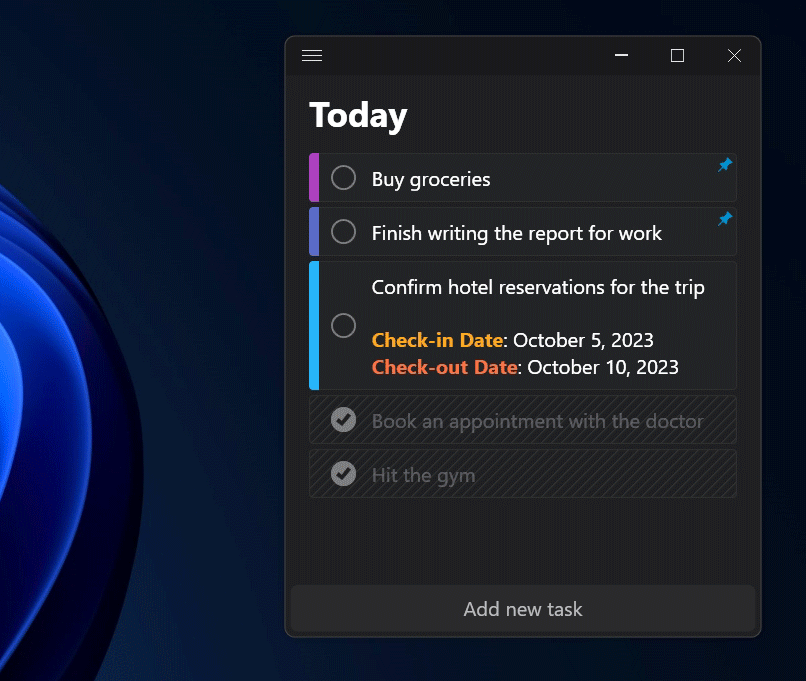 Today
Buy groceries
Finish writing the report for work
Confirm hotel reservations for the trip
Check-in Date: October 5, 2023
Check-out Date: October 10, 2023
Book an appointment with the doctor
Hit the gym
Add new task